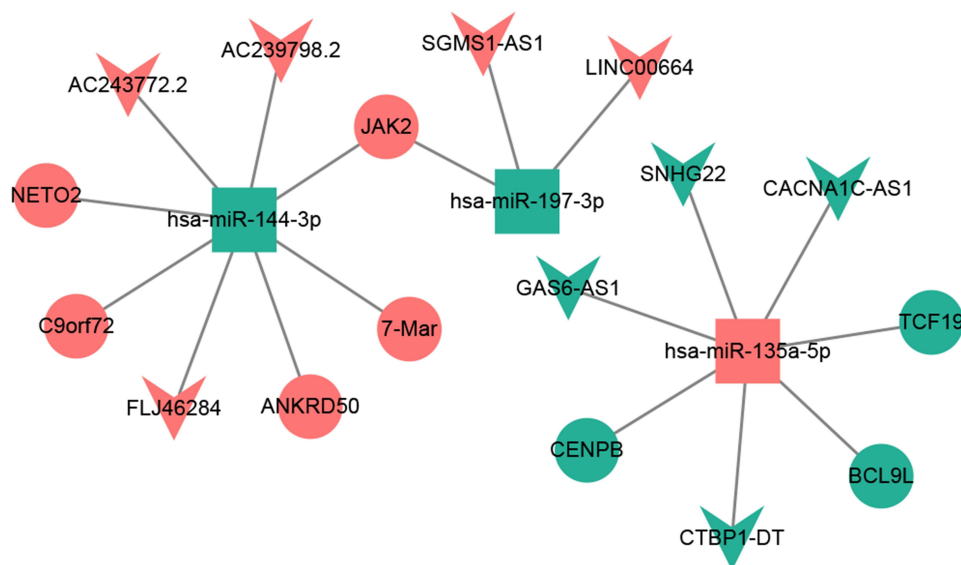 AC239798.2
SGMS1-AS1
LINC00664
AC243772.2
JAK2
SNHG22
CACNA1C-AS1
NETO2
hsa-miR-144-3p
hsa-miR-197-3p
GAS6-AS1
TCF19
C9orf72
7-Mar
hsa-miR-135a-5p
FLJ46284
ANKRD50
CENPB
BCL9L
CTBP1-DT